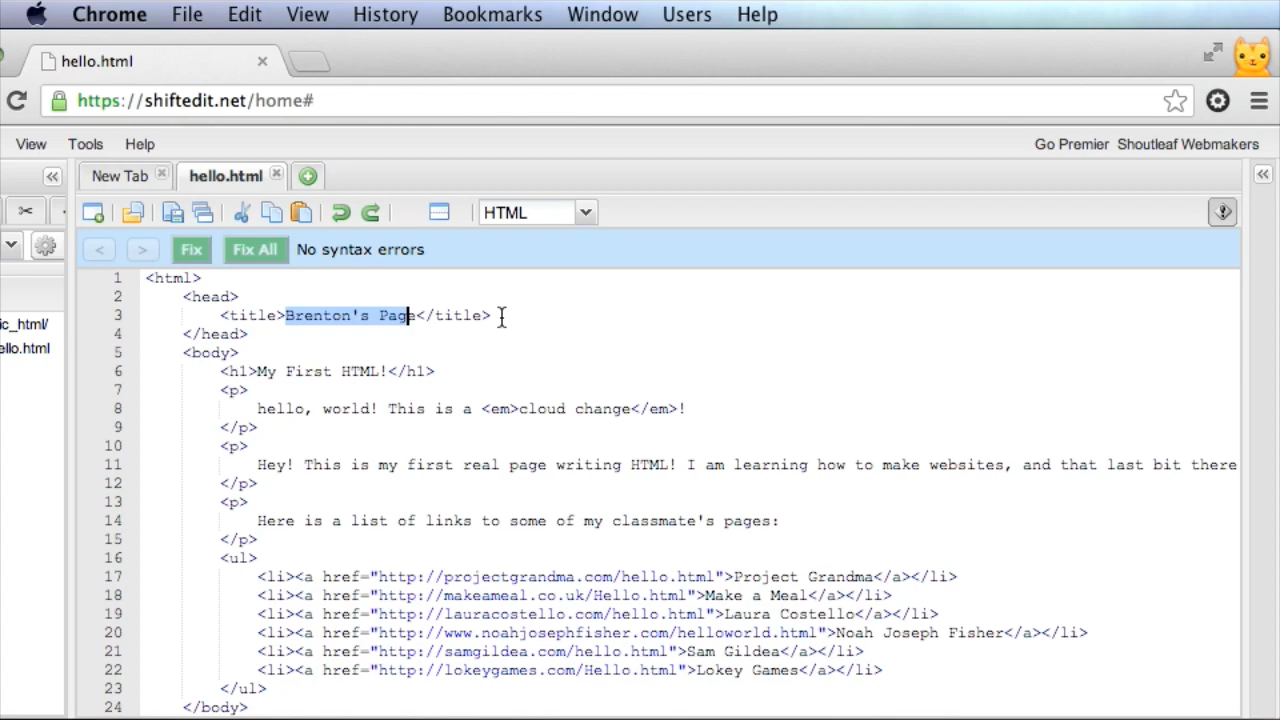 Chrome File Edit View History Bookmarks Window Users Help
hello.html
https://shiftedit.net/home#
View Tools Help Go Premier Shoutleaf Webmakers
New Tab hello.html
HTML
< > Fix Fix All No syntax errors
ic_html/
ello.html
1 <html>
2 <head>
3 <title>Brenton's Page</title>
4 </head>
5 <body>
6 <h1>My First HTML!</h1>
7 <p>
8 hello, world! This is a <em>cloud change</em>!
9 </p>
10 <p>
11 Hey! This is my first real page writing HTML! I am learning how to make websites, and that last bit there
12 </p>
13 <p>
14 Here is a list of links to some of my classmate's pages:
15 </p>
16 <ul>
17 <li><a href="http://projectgrandma.com/hello.html">Project Grandma</a></li>
18 <li><a href="http://makeameal.co.uk/Hello.html">Make a Meal</a></li>
19 <li><a href="http://lauracostello.com/hello.html">Laura Costello</a></li>
20 <li><a href="http://www.noahjosephfisher.com/helloworld.html">Noah Joseph Fisher</a></li>
21 <li><a href="http://samgildea.com/hello.html">Sam Gildea</a></li>
22 <li><a href="http://lokeygames.com/Hello.html">Lokey Games</a></li>
23 </ul>
24 </body>